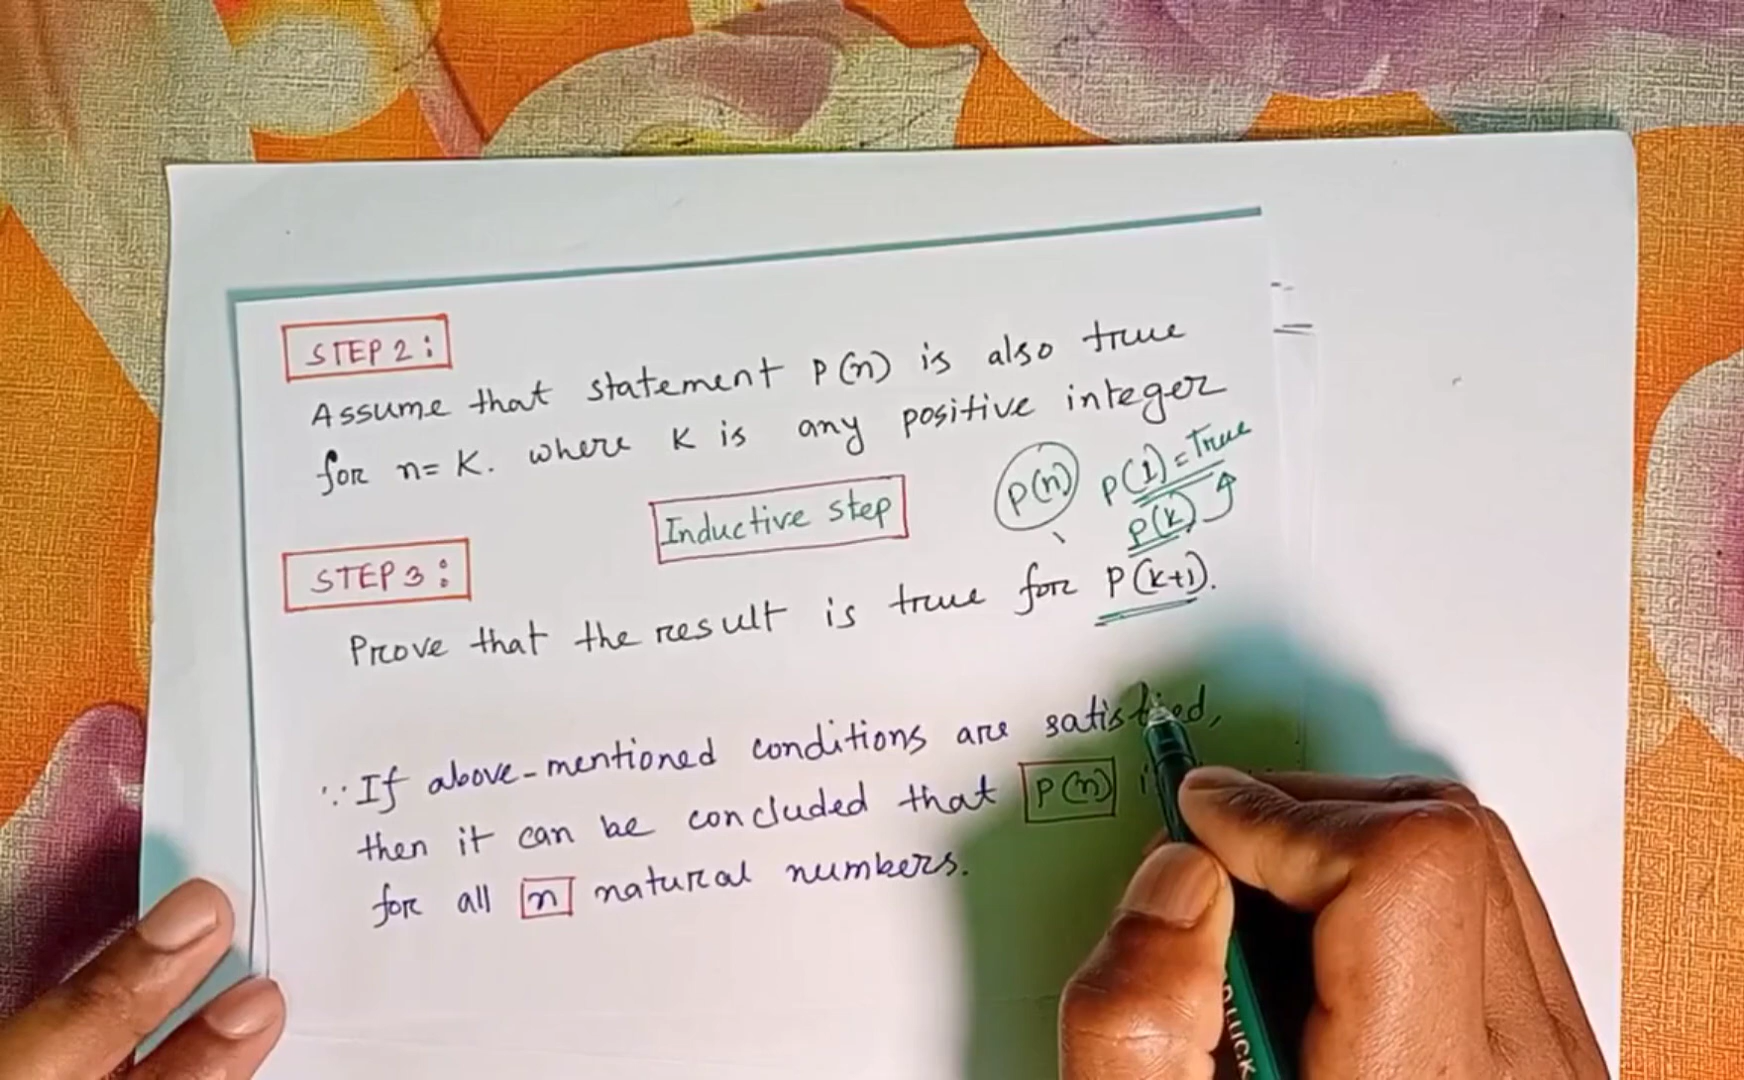 STEP 2:
Assume that statement P(n) is also true
for n= K. where K is any positive integer
P(n) P(1) = True
P(k)
Inductive step
STEP 3:
Prove that the result is true for P(k+1).
∵ If above-mentioned conditions are satisfied,
then it can be concluded that P(n)
for all n natural numbers.